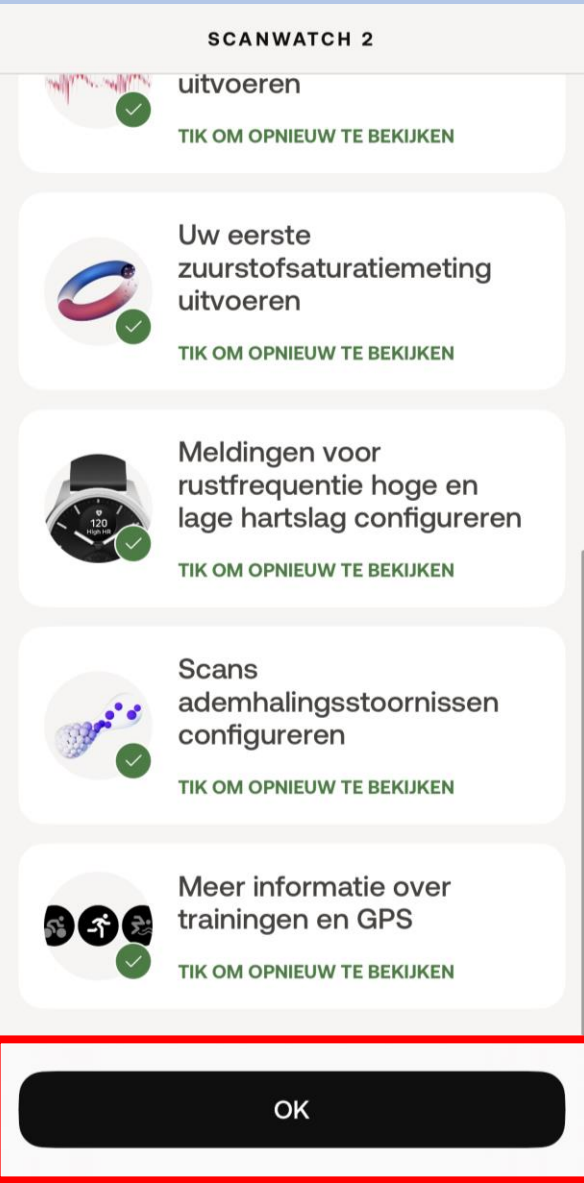 SCANWATCH 2
uitvoeren
TIK OM OPNIEUW TE BEKIJKEN
Uw eerste
zuurstofsaturatiemeting
uitvoeren
TIK OM OPNIEUW TE BEKIJKEN
Meldingen voor
rustfrequentie hoge en
lage hartslag configureren
120
High HR
TIK OM OPNIEUW TE BEKIJKEN
Scans
ademhalingsstoornissen
configureren
TIK OM OPNIEUW TE BEKIJKEN
Meer informatie over
trainingen en GPS
TIK OM OPNIEUW TE BEKIJKEN
OK